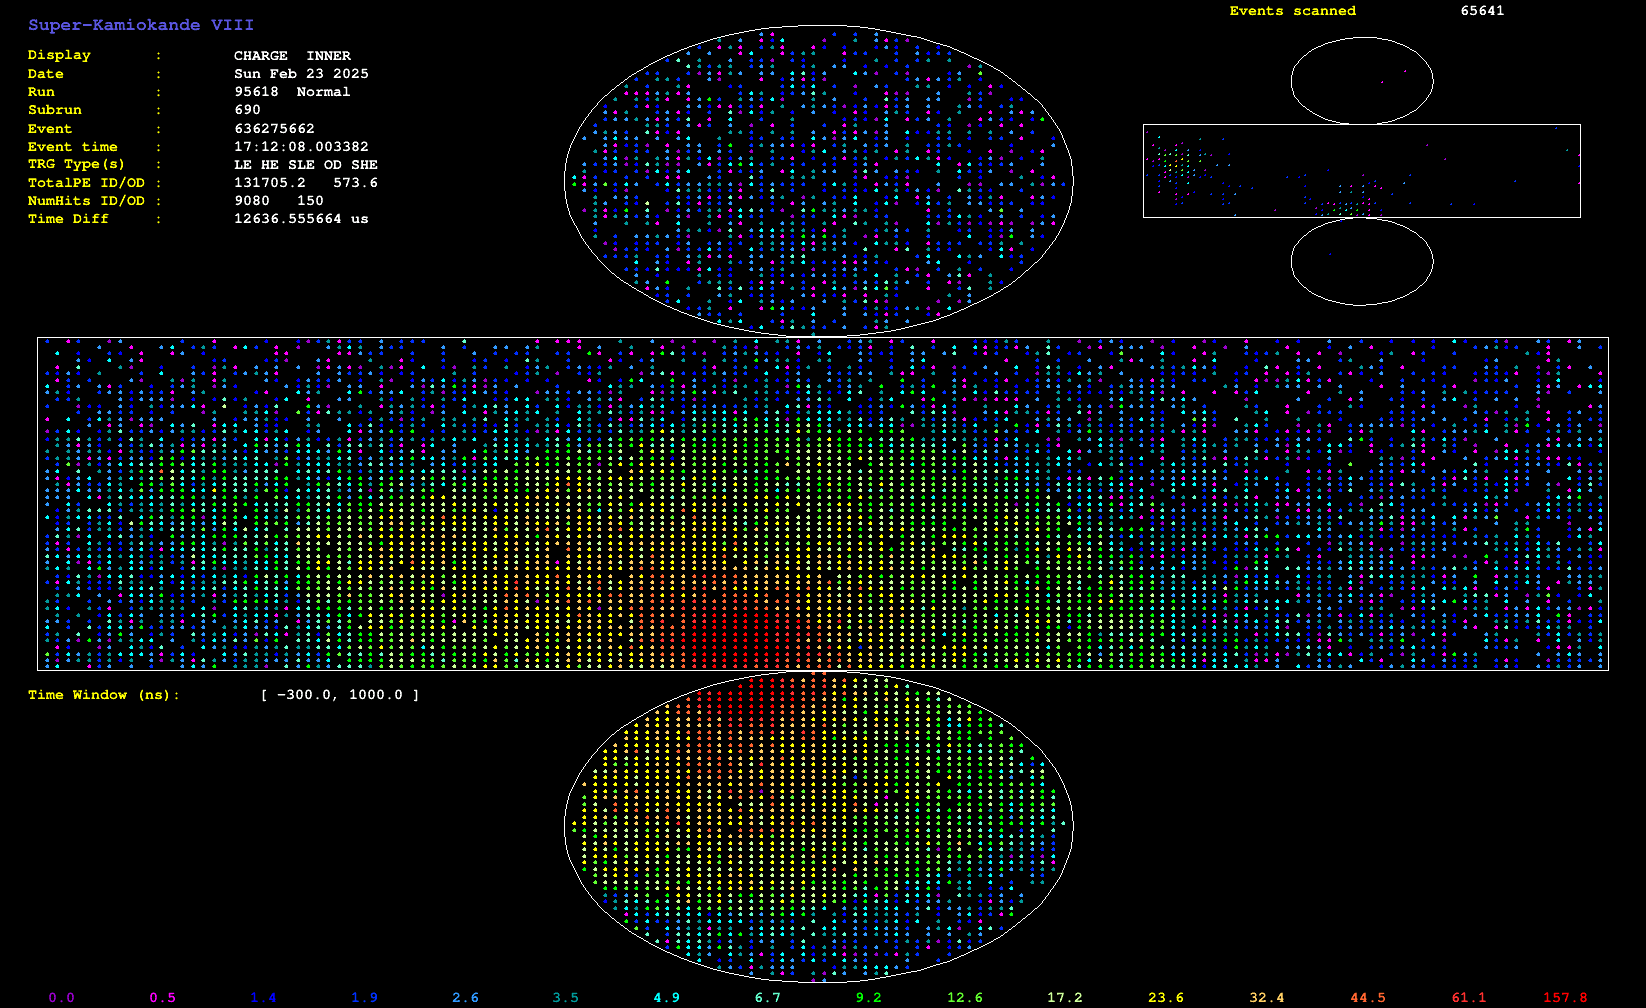 Super-Kamiokande VIII
Display : CHARGE INNER
Date : Sun Feb 23 2025
Run : 95618 Normal
Subrun : 690
Event : 636275662
Event time : 17:12:08.003382
TRG Type(s) : LE HE SLE OD SHE
TotalPE ID/OD : 131705.2 573.6
NumHits ID/OD : 9080 150
Time Diff : 12636.555664 us
Events scanned 65641
Time Window (ns): [ -300.0, 1000.0 ]
0.0 0.5 1.4 1.9 2.6 3.5 4.9 6.7 9.2 12.6 17.2 23.6 32.4 44.5 61.1 157.8